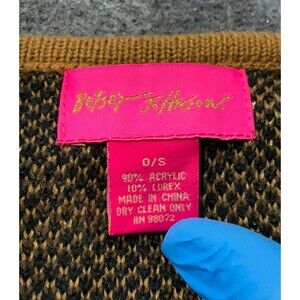 Betsey Johnson
O/S
90% ACRYLIC
10% LUREX
MADE IN CHINA
DRY CLEAN ONLY
RN 98072